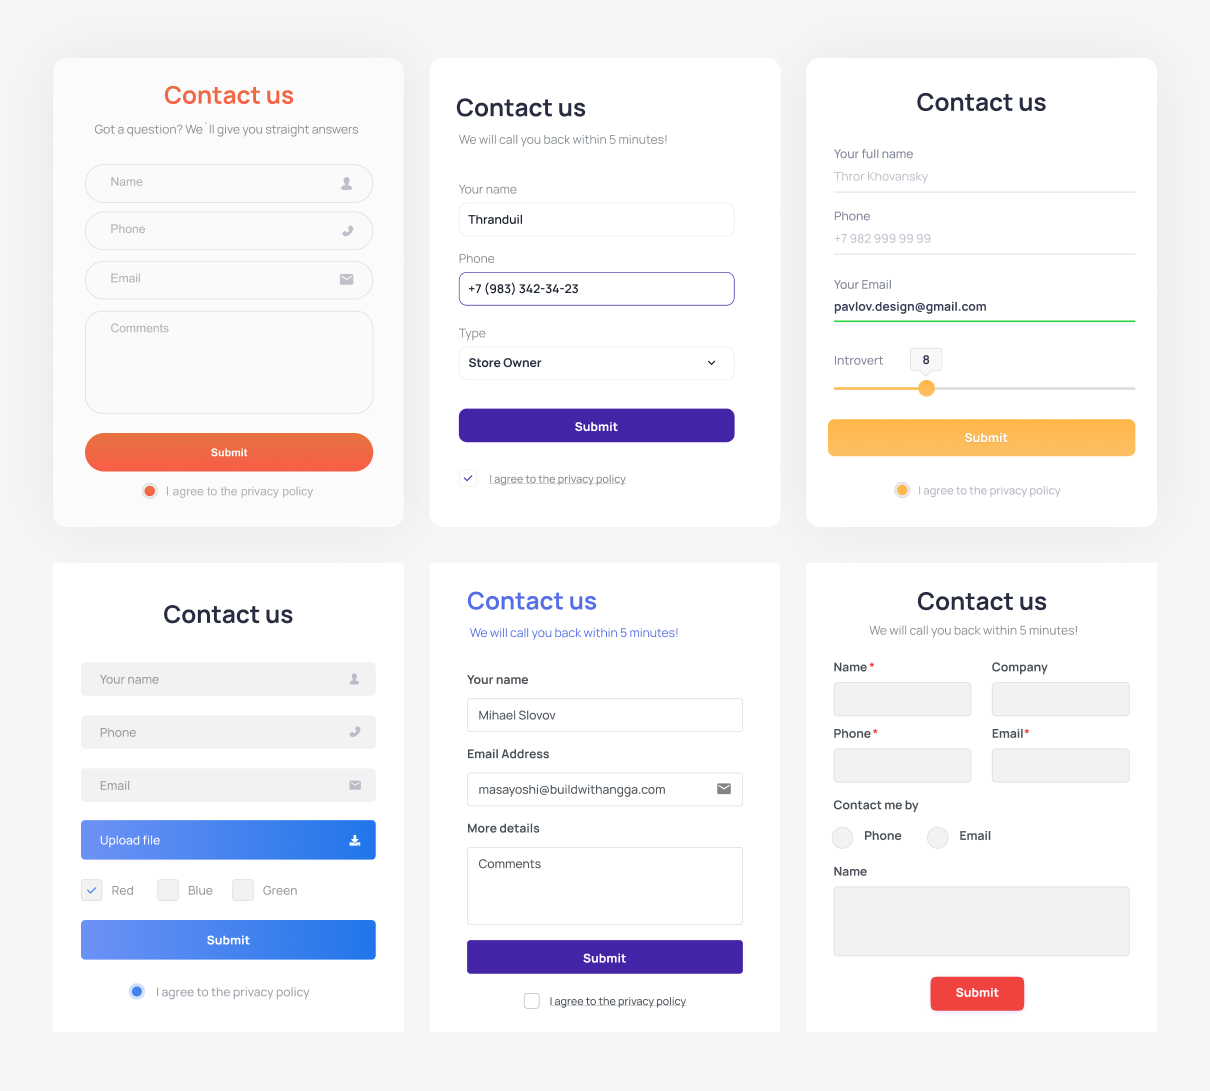 Contact us
Got a question? We`ll give you straight answers
Name
Phone
Email
Comments
Submit
I agree to the privacy policy
Contact us
We will call you back within 5 minutes!
Your name
Thranduil
Phone
+7 (983) 342-34-23
Type
Store Owner
Submit
I agree to the privacy policy
Contact us
Your full name
Thror Khovansky
Phone
+7 982 999 99 99
Your Email
pavlov.design@gmail.com
Introvert 8
Submit
I agree to the privacy policy
Contact us
Your name
Phone
Email
Upload file
Red Blue Green
Submit
I agree to the privacy policy
Contact us
We will call you back within 5 minutes!
Your name
Mihael Slovov
Email Address
masayoshi@buildwithangga.com
More details
Comments
Submit
I agree to the privacy policy
Contact us
We will call you back within 5 minutes!
Name * Company
Phone * Email*
Contact me by
Phone Email
Name
Submit